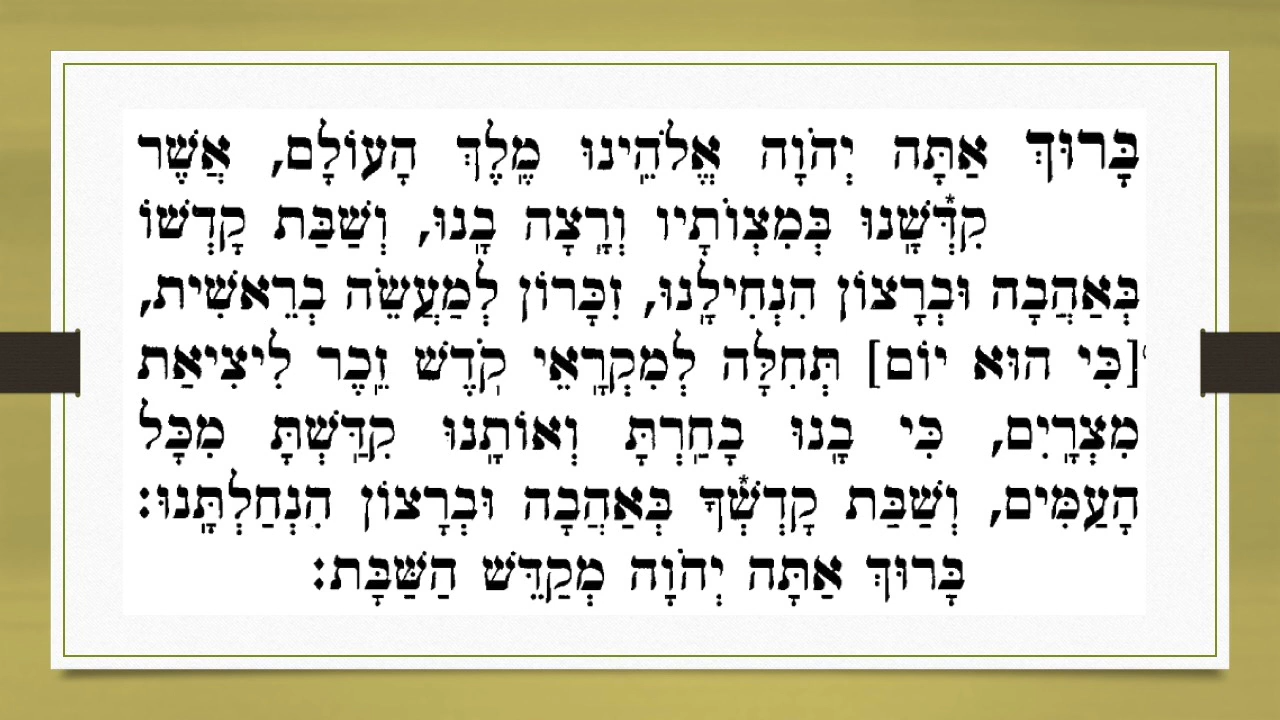 בָּרוּךְ אַתָּה יְהֹוָה אֱלֹהֵֽינוּ מֶֽלֶךְ הָעוֹלָם, אֲשֶׁר
קִדְּ*שָׁנוּ בְּמִצְוֹתָיו וְרָֽצָה בָֽנוּ, וְשַׁבַּת קָדְשׁוֹ
בְּאַהֲבָה וּבְרָצוֹן הִנְחִילָֽנוּ, זִכָּרוֹן לְמַעֲשֵׂה בְרֵאשִׁית,
[כִּי הוּא יוֹם] תְּחִלָּה לְמִקְרָֽאֵי קֹֽדֶשׁ זֵֽכֶר לִיצִיאַת
מִצְרָֽיִם, כִּי בָֽנוּ בָחַֽרְתָּ וְאוֹתָֽנוּ קִדַּֽשְׁתָּ מִכָּל
הָעַמִּים, וְשַׁבַּת קָדְשְׁ*ךָ בְּאַהֲבָה וּבְרָצוֹן הִנְחַלְתָּֽנוּ:
בָּרוּךְ אַתָּה יְהֹוָה מְקַדֵּשׁ הַשַּׁבָּת: